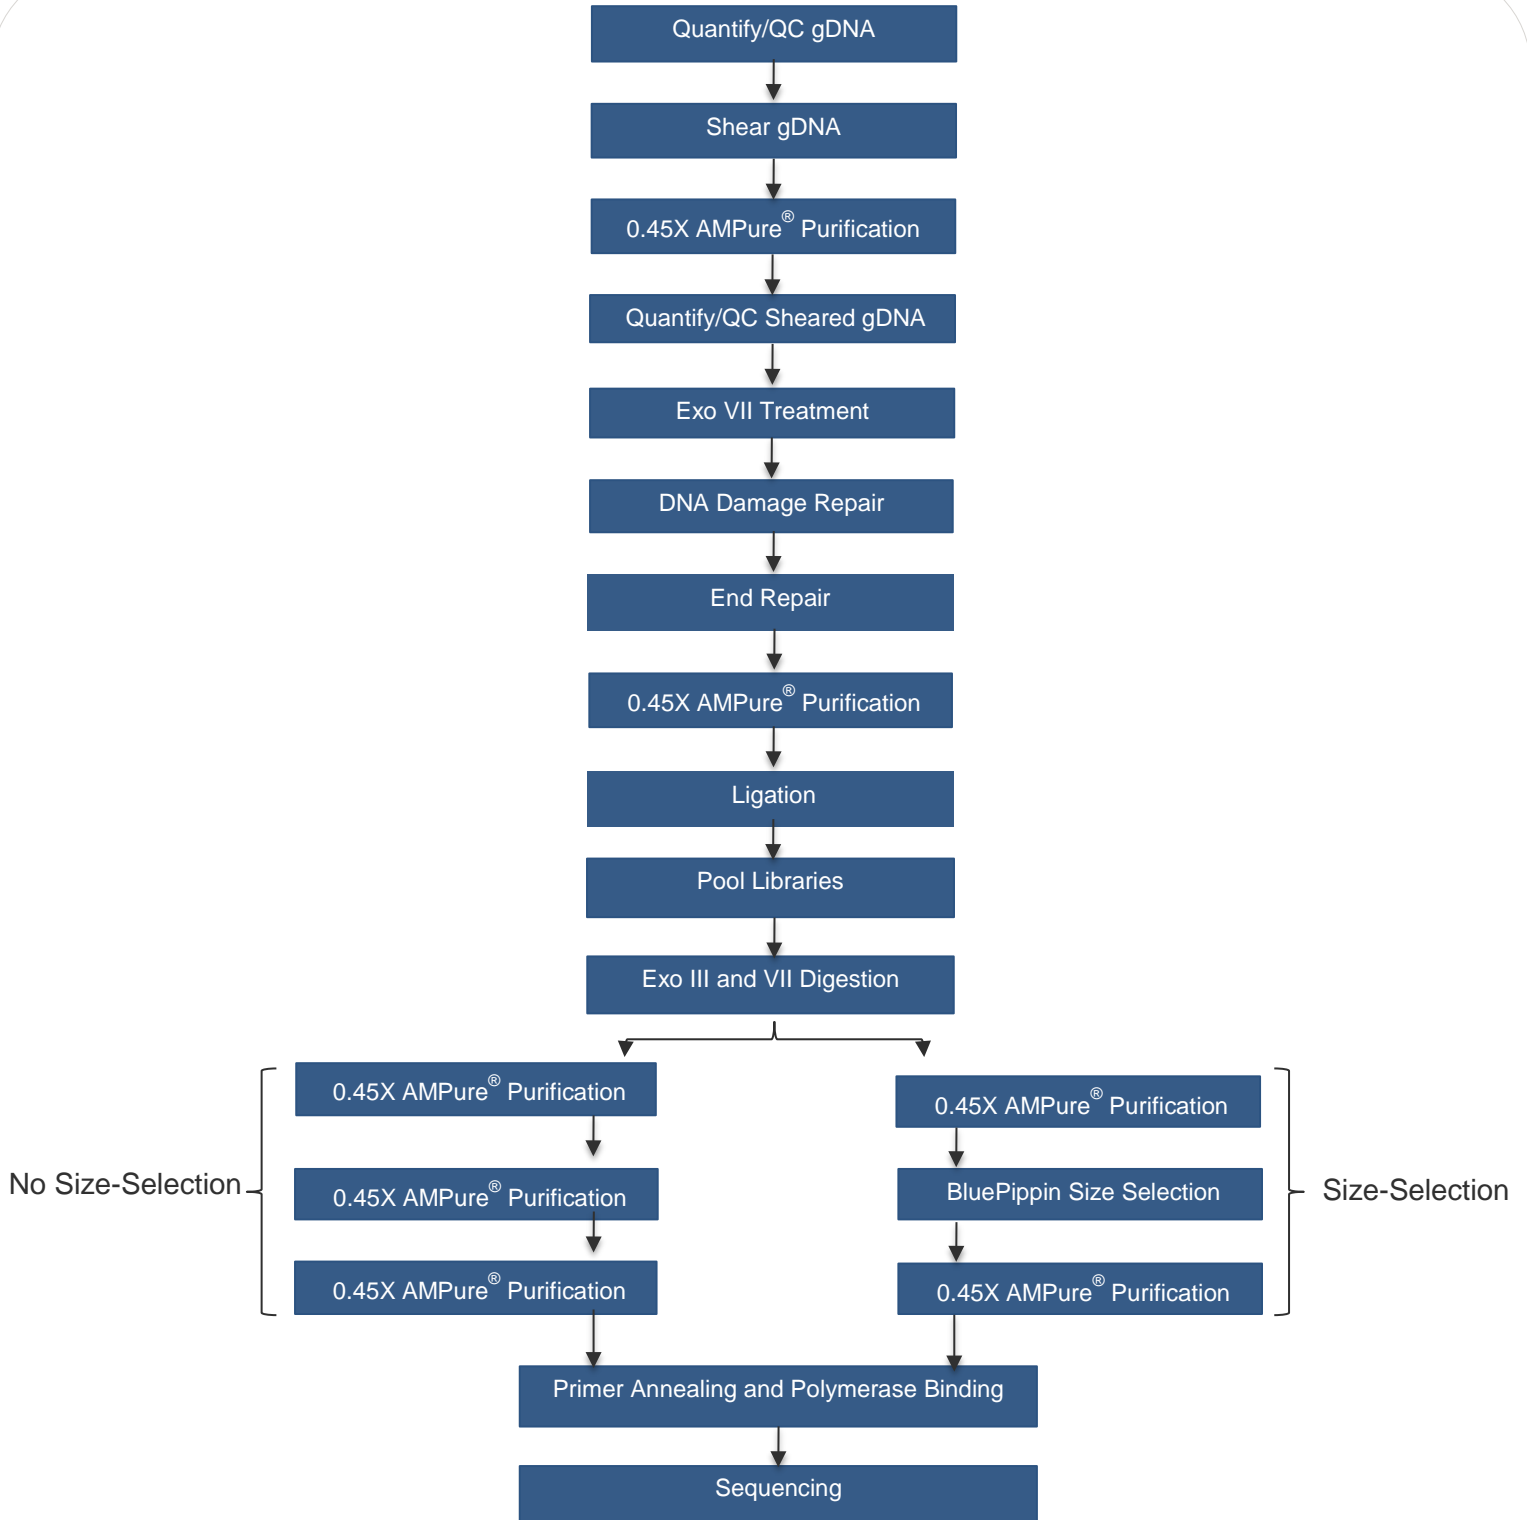 Quantify/QC gDNA
Shear gDNA
0.45X AMPure® Purification
Quantify/QC Sheared gDNA
Exo VII Treatment
DNA Damage Repair
End Repair
0.45X AMPure® Purification
Ligation
Pool Libraries
Exo III and VII Digestion
No Size-Selection
0.45X AMPure® Purification
0.45X AMPure® Purification
0.45X AMPure® Purification
0.45X AMPure® Purification
BluePippin Size Selection
0.45X AMPure® Purification
Size-Selection
Primer Annealing and Polymerase Binding
Sequencing